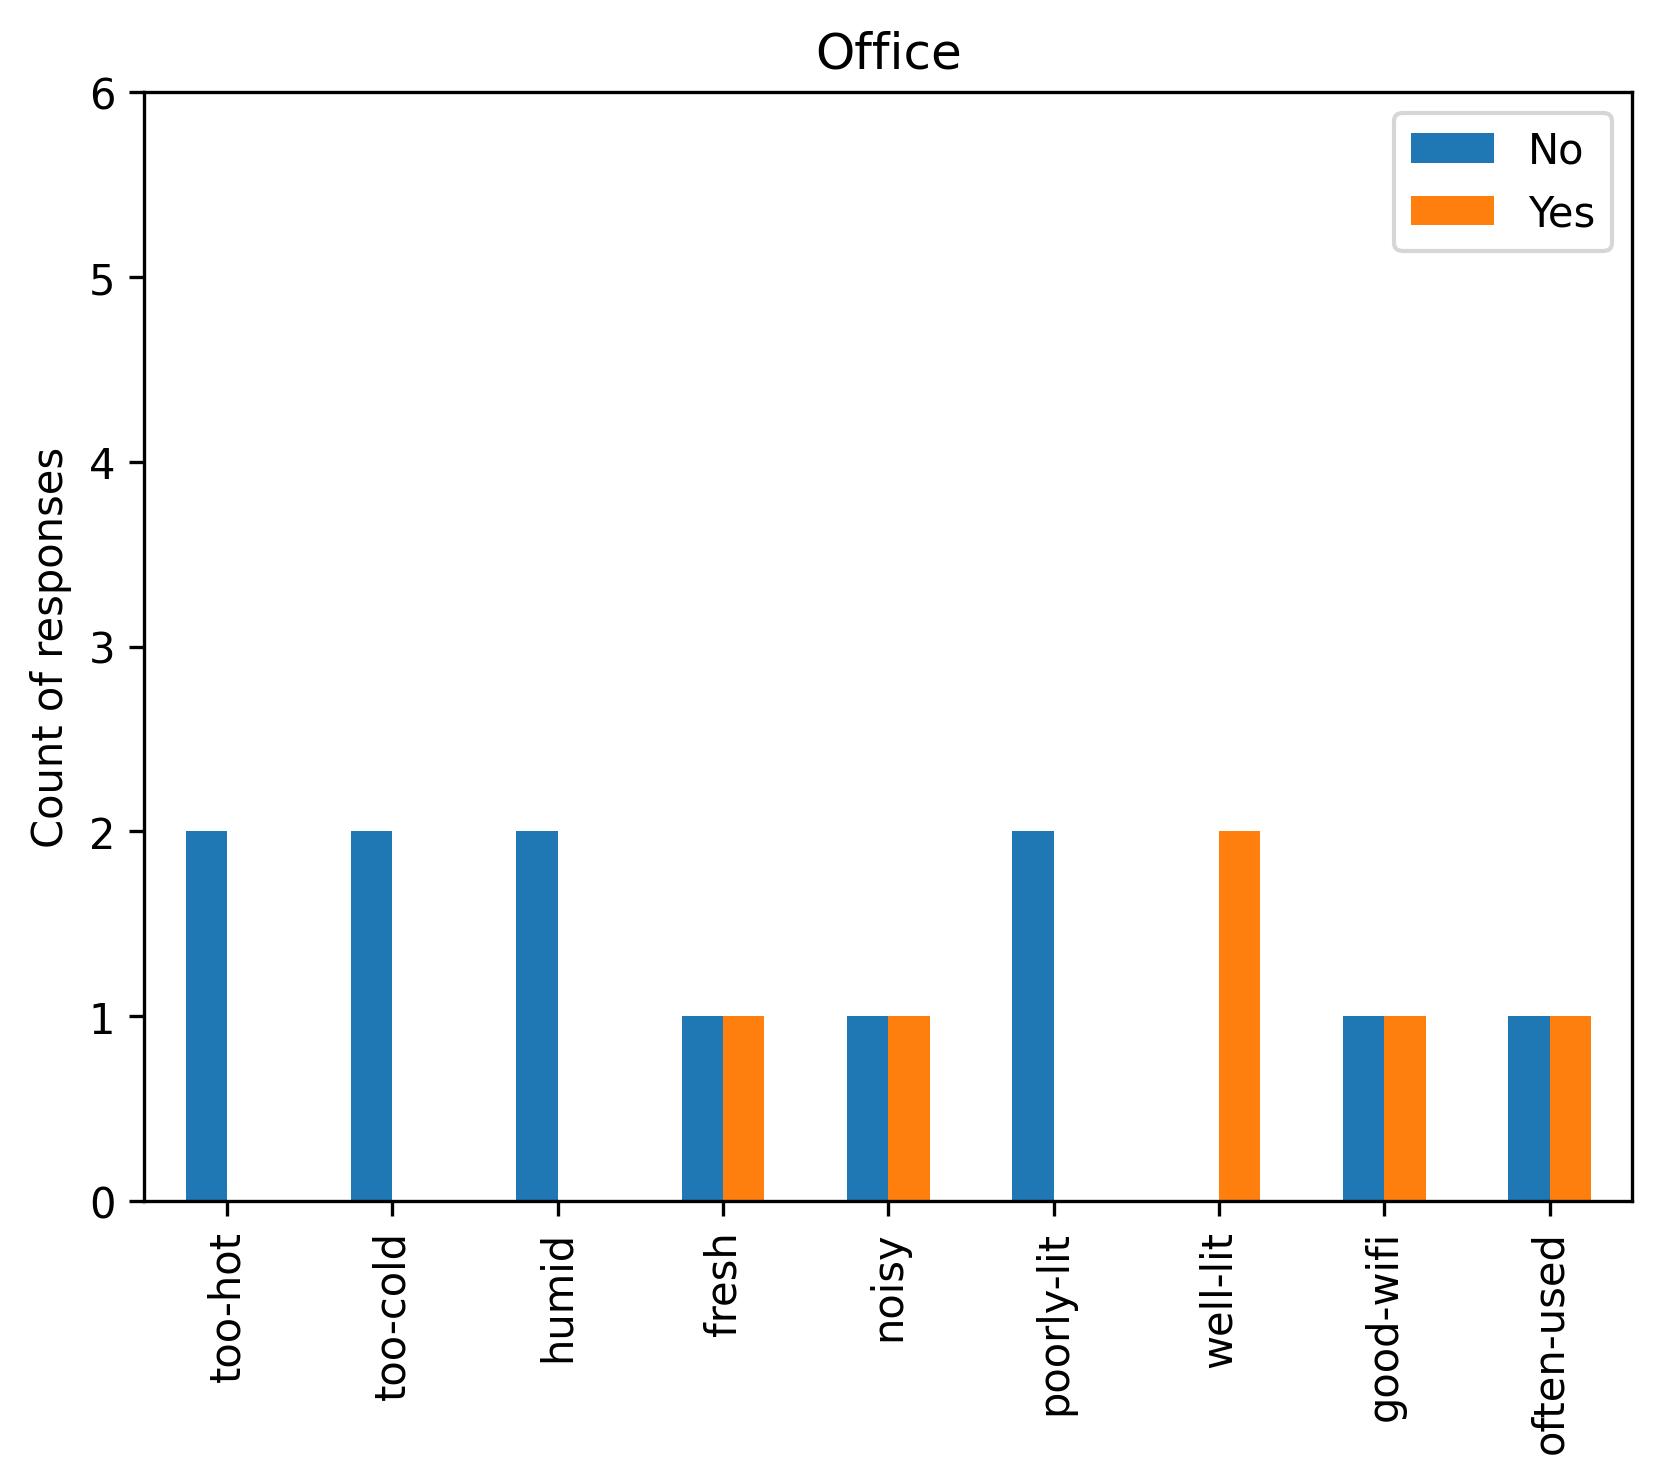 Office
No
Yes
6
5
4
3
2
1
0
Count of responses
too-hot
too-cold
humid
fresh
noisy
poorly-lit
well-lit
good-wifi
often-used